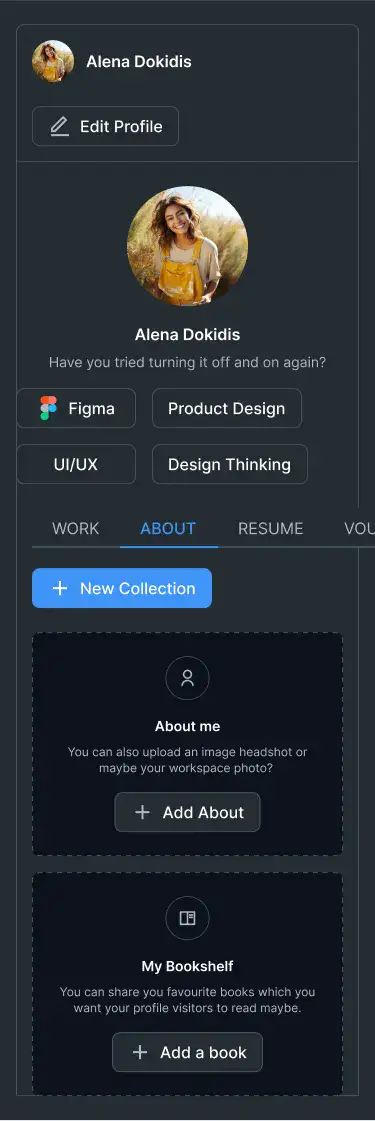 Alena Dokidis
Edit Profile
Alena Dokidis
Have you tried turning it off and on again?
Figma
Product Design
UI/UX
Design Thinking
WORK ABOUT RESUME VOU
New Collection
About me
You can also upload an image headshot or
maybe your workspace photo?
Add About
My Bookshelf
You can share you favourite books which you
want your profile visitors to read maybe.
Add a book